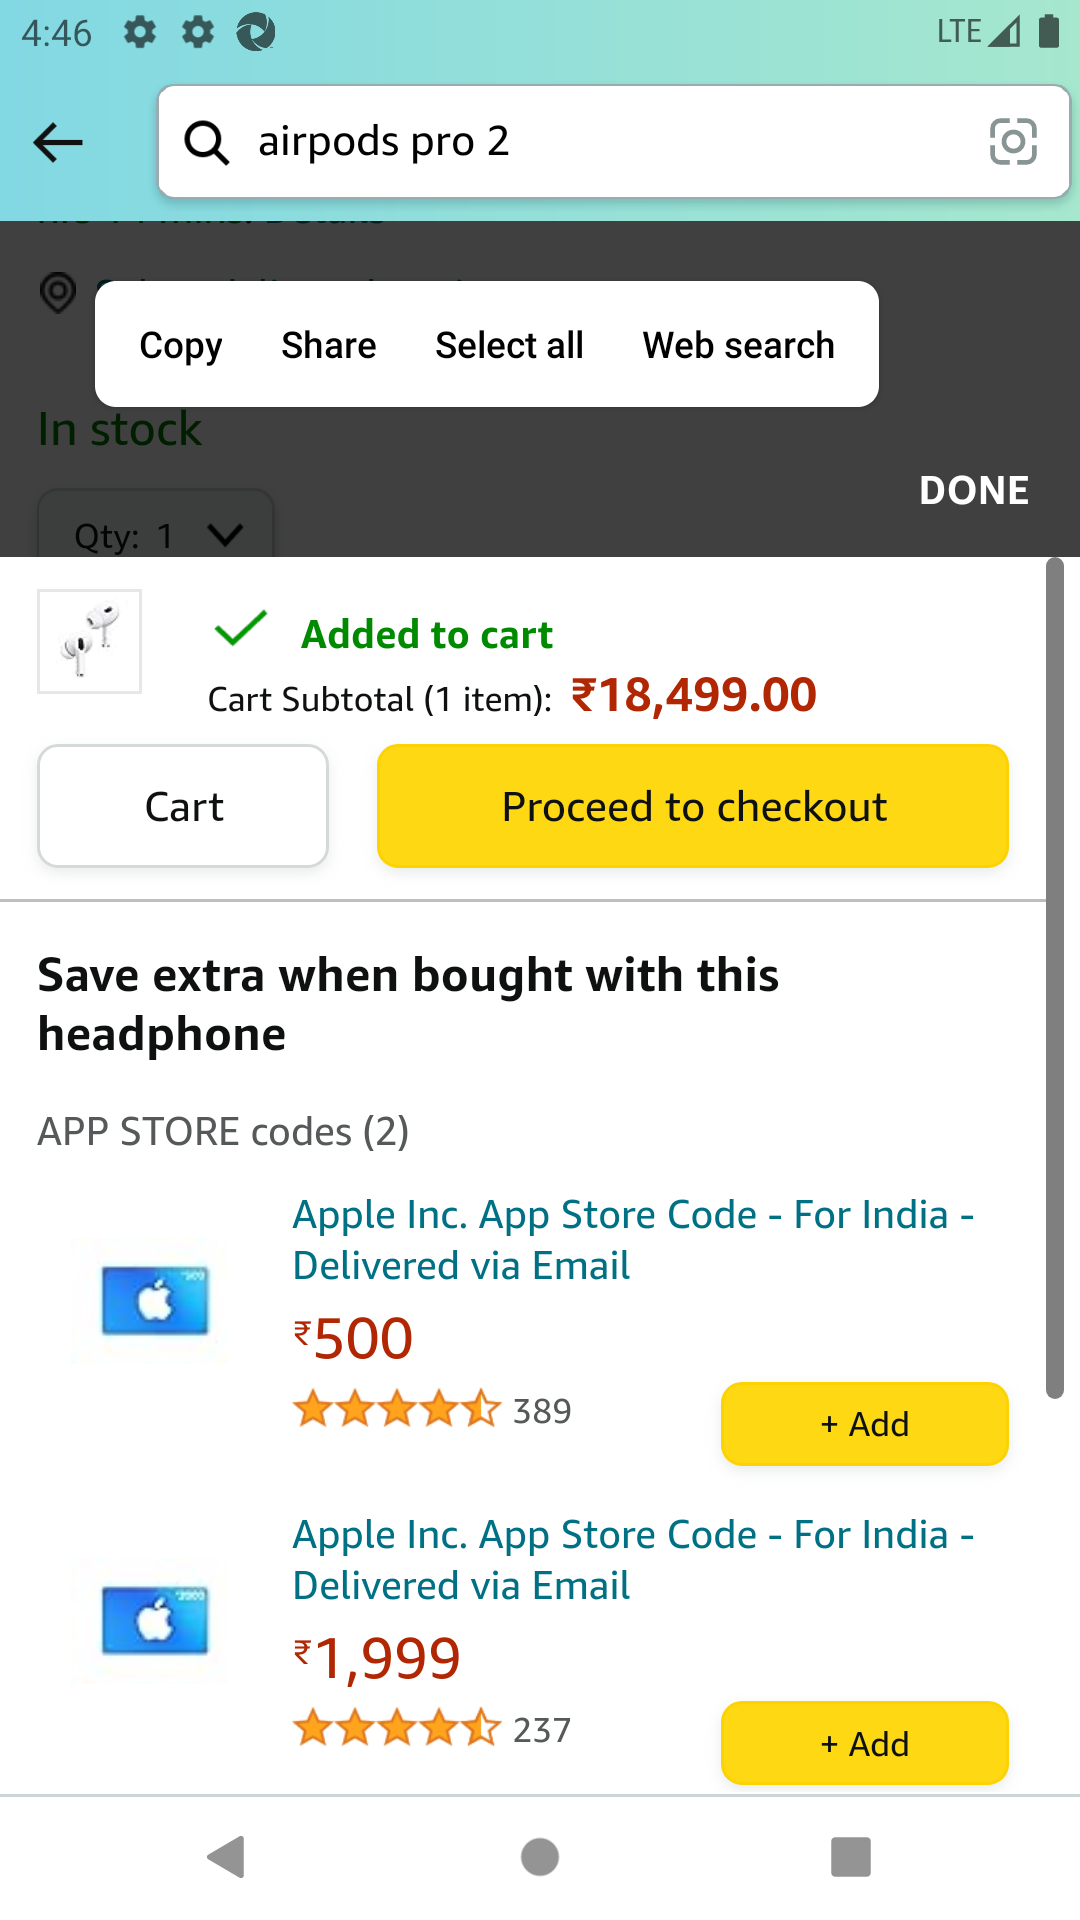 4:46
LTE
airpods pro 2
Copy Share Select all Web search
In stock
DONE
Qty: 1
Added to cart
Cart Subtotal (1 item): ₹18,499.00
Cart
Proceed to checkout
Save extra when bought with this
headphone
APP STORE codes (2)
Apple Inc. App Store Code - For India -
Delivered via Email
₹500
389
+ Add
Apple Inc. App Store Code - For India -
Delivered via Email
₹1,999
237
+ Add